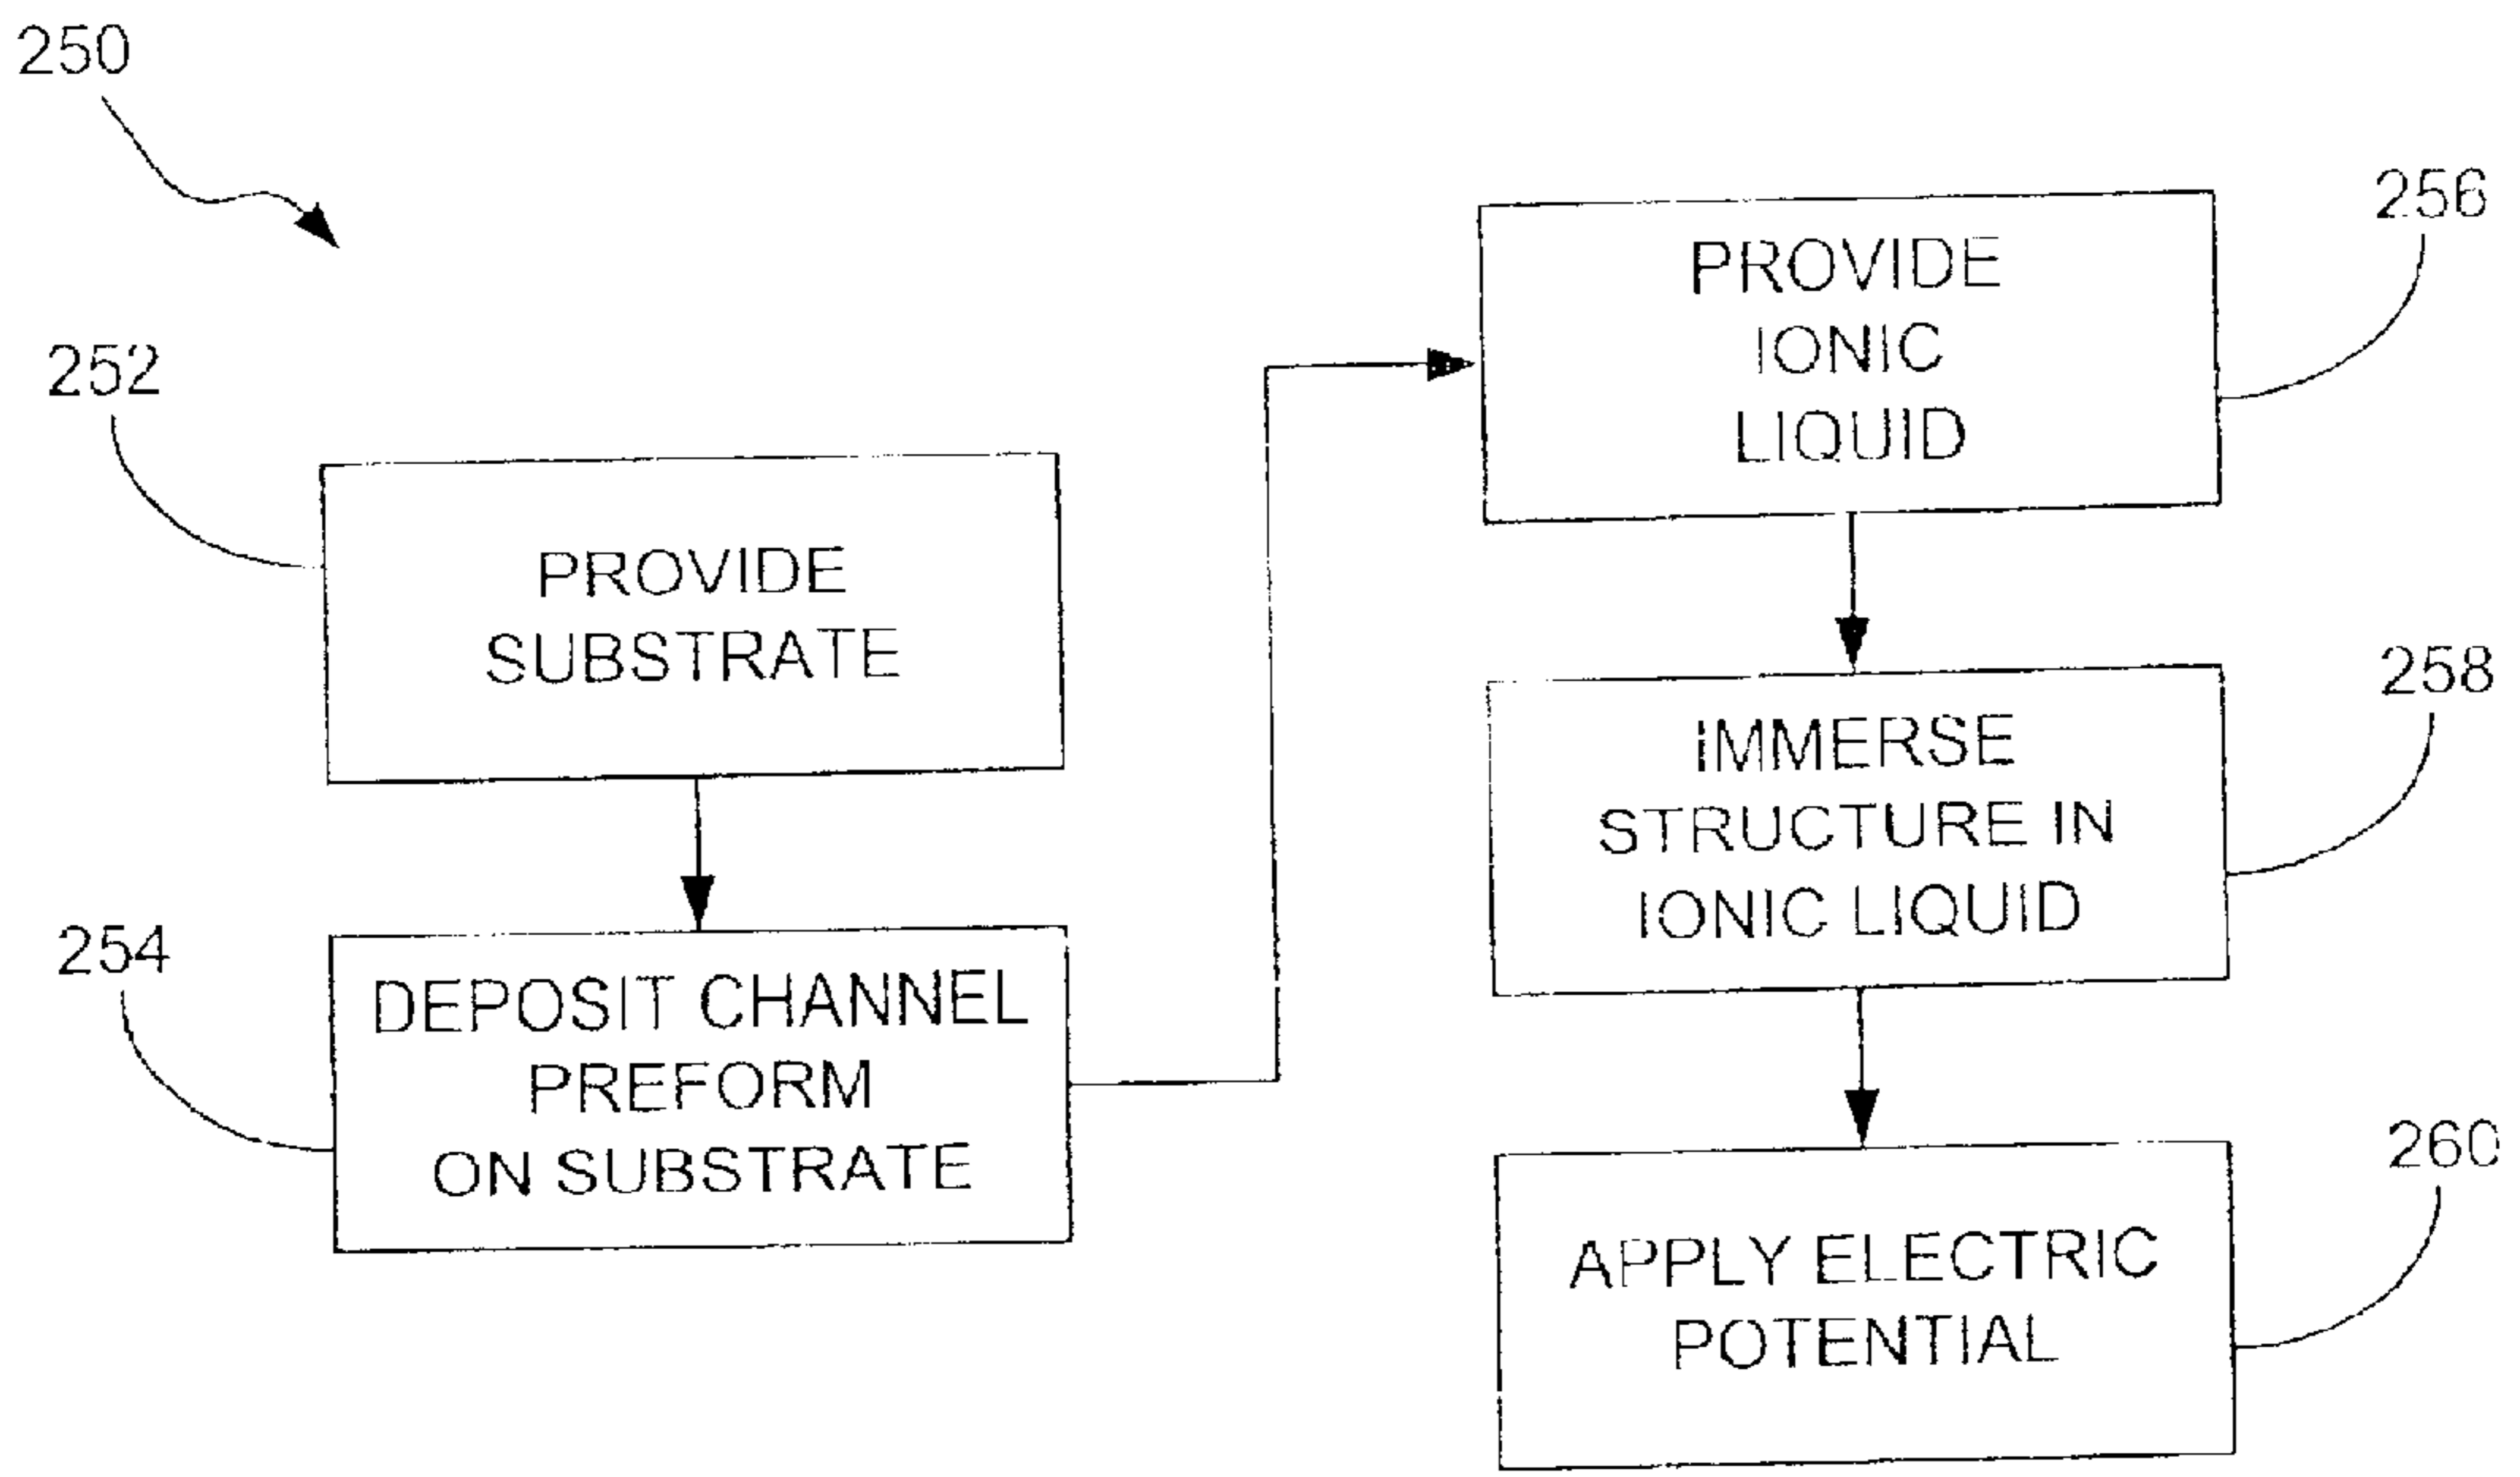 250
252
PROVIDE
SUBSTRATE
254
DEPOSIT CHANNEL
PREFORM
ON SUBSTRATE
256
PROVIDE
IONIC
LIQUID
258
IMMERSE
STRUCTURE IN
IONIC LIQUID
260
APPLY ELECTRIC
POTENTIAL